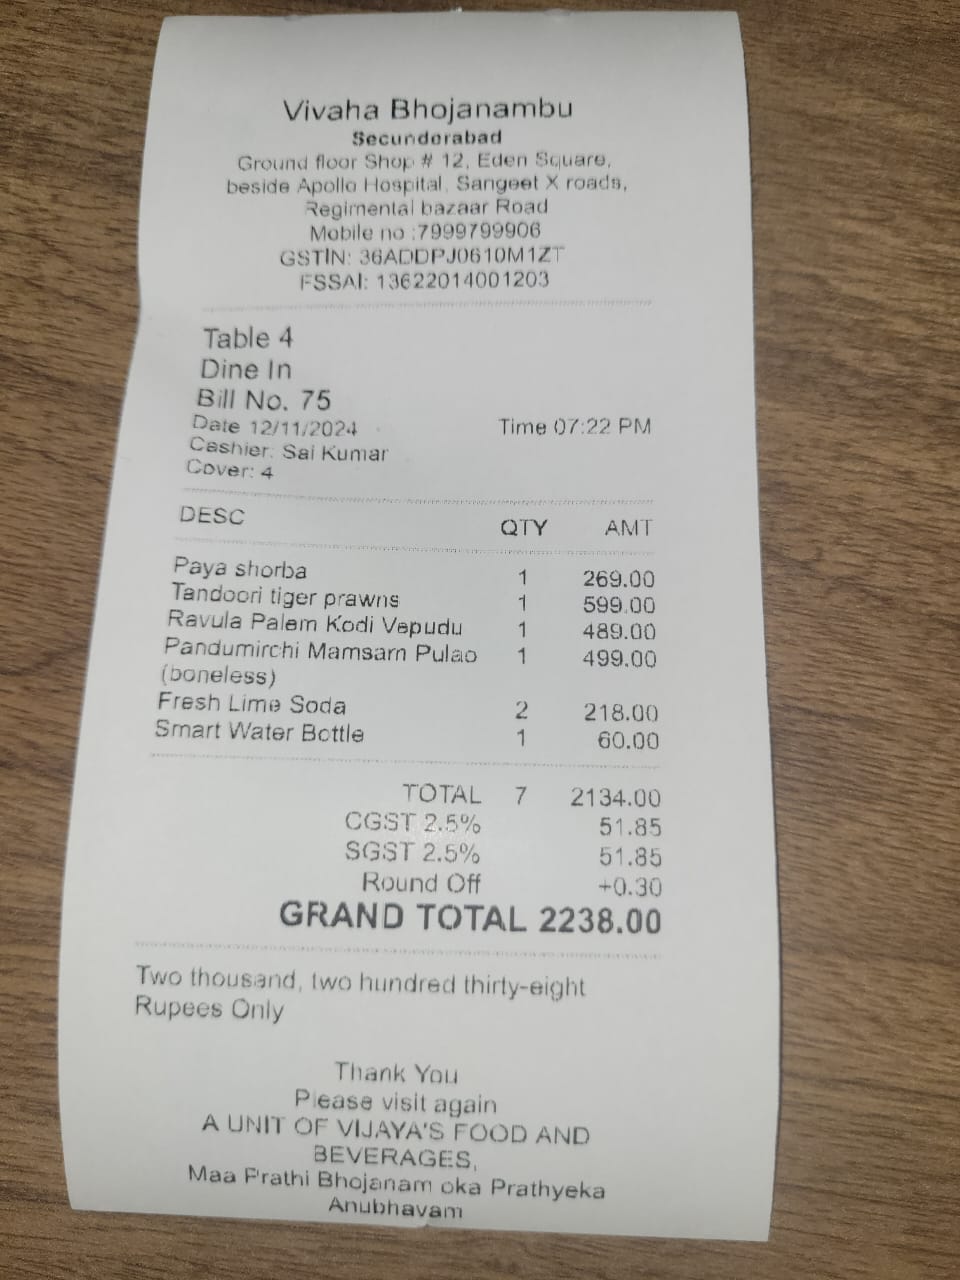 Vivaha Bhojanambu
Secunderabad
Ground floor Shop # 12, Eden Square,
beside Apollo Hospital, Sangeet X roads,
Regimental bazaar Road
Mobile no :7999799906
GSTIN: 36ADDPJ0610M1ZT
FSSAI: 13622014001203
Table 4
Dine In
Bill No. 75
Date 12/11/2024 Time 07:22 PM
Cashier: Sai Kumar
Cover: 4
DESC QTY AMT
Paya shorba 1 269.00
Tandoori tiger prawns 1 599.00
Ravula Palem Kodi Vepudu 1 489.00
Pandumirchi Mamsam Pulao 1 499.00
(boneless)
Fresh Lime Soda 2 218.00
Smart Water Bottle 1 60.00
TOTAL 7 2134.00
CGST 2.5% 51.85
SGST 2.5% 51.85
Round Off +0.30
GRAND TOTAL 2238.00
Two thousand, two hundred thirty-eight
Rupees Only
Thank You
Please visit again
A UNIT OF VIJAYA'S FOOD AND
BEVERAGES,
Maa Prathi Bhojanam oka Prathyeka
Anubhavam